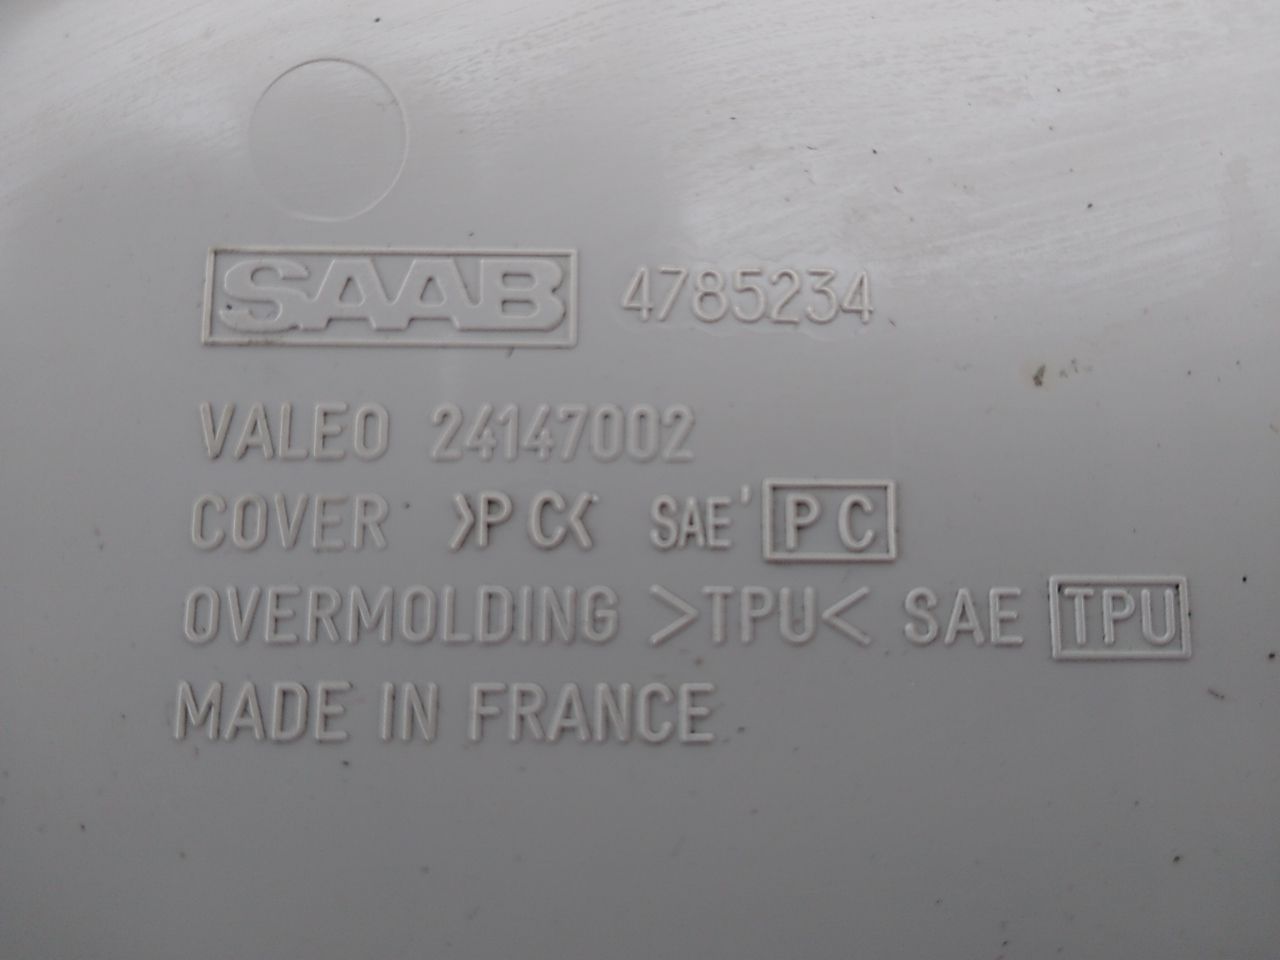 SAAB 4785234
VALEO 24147002
COVER >PC< SAE' PC
OVERMOLDING >TPU< SAE TPU
MADE IN FRANCE